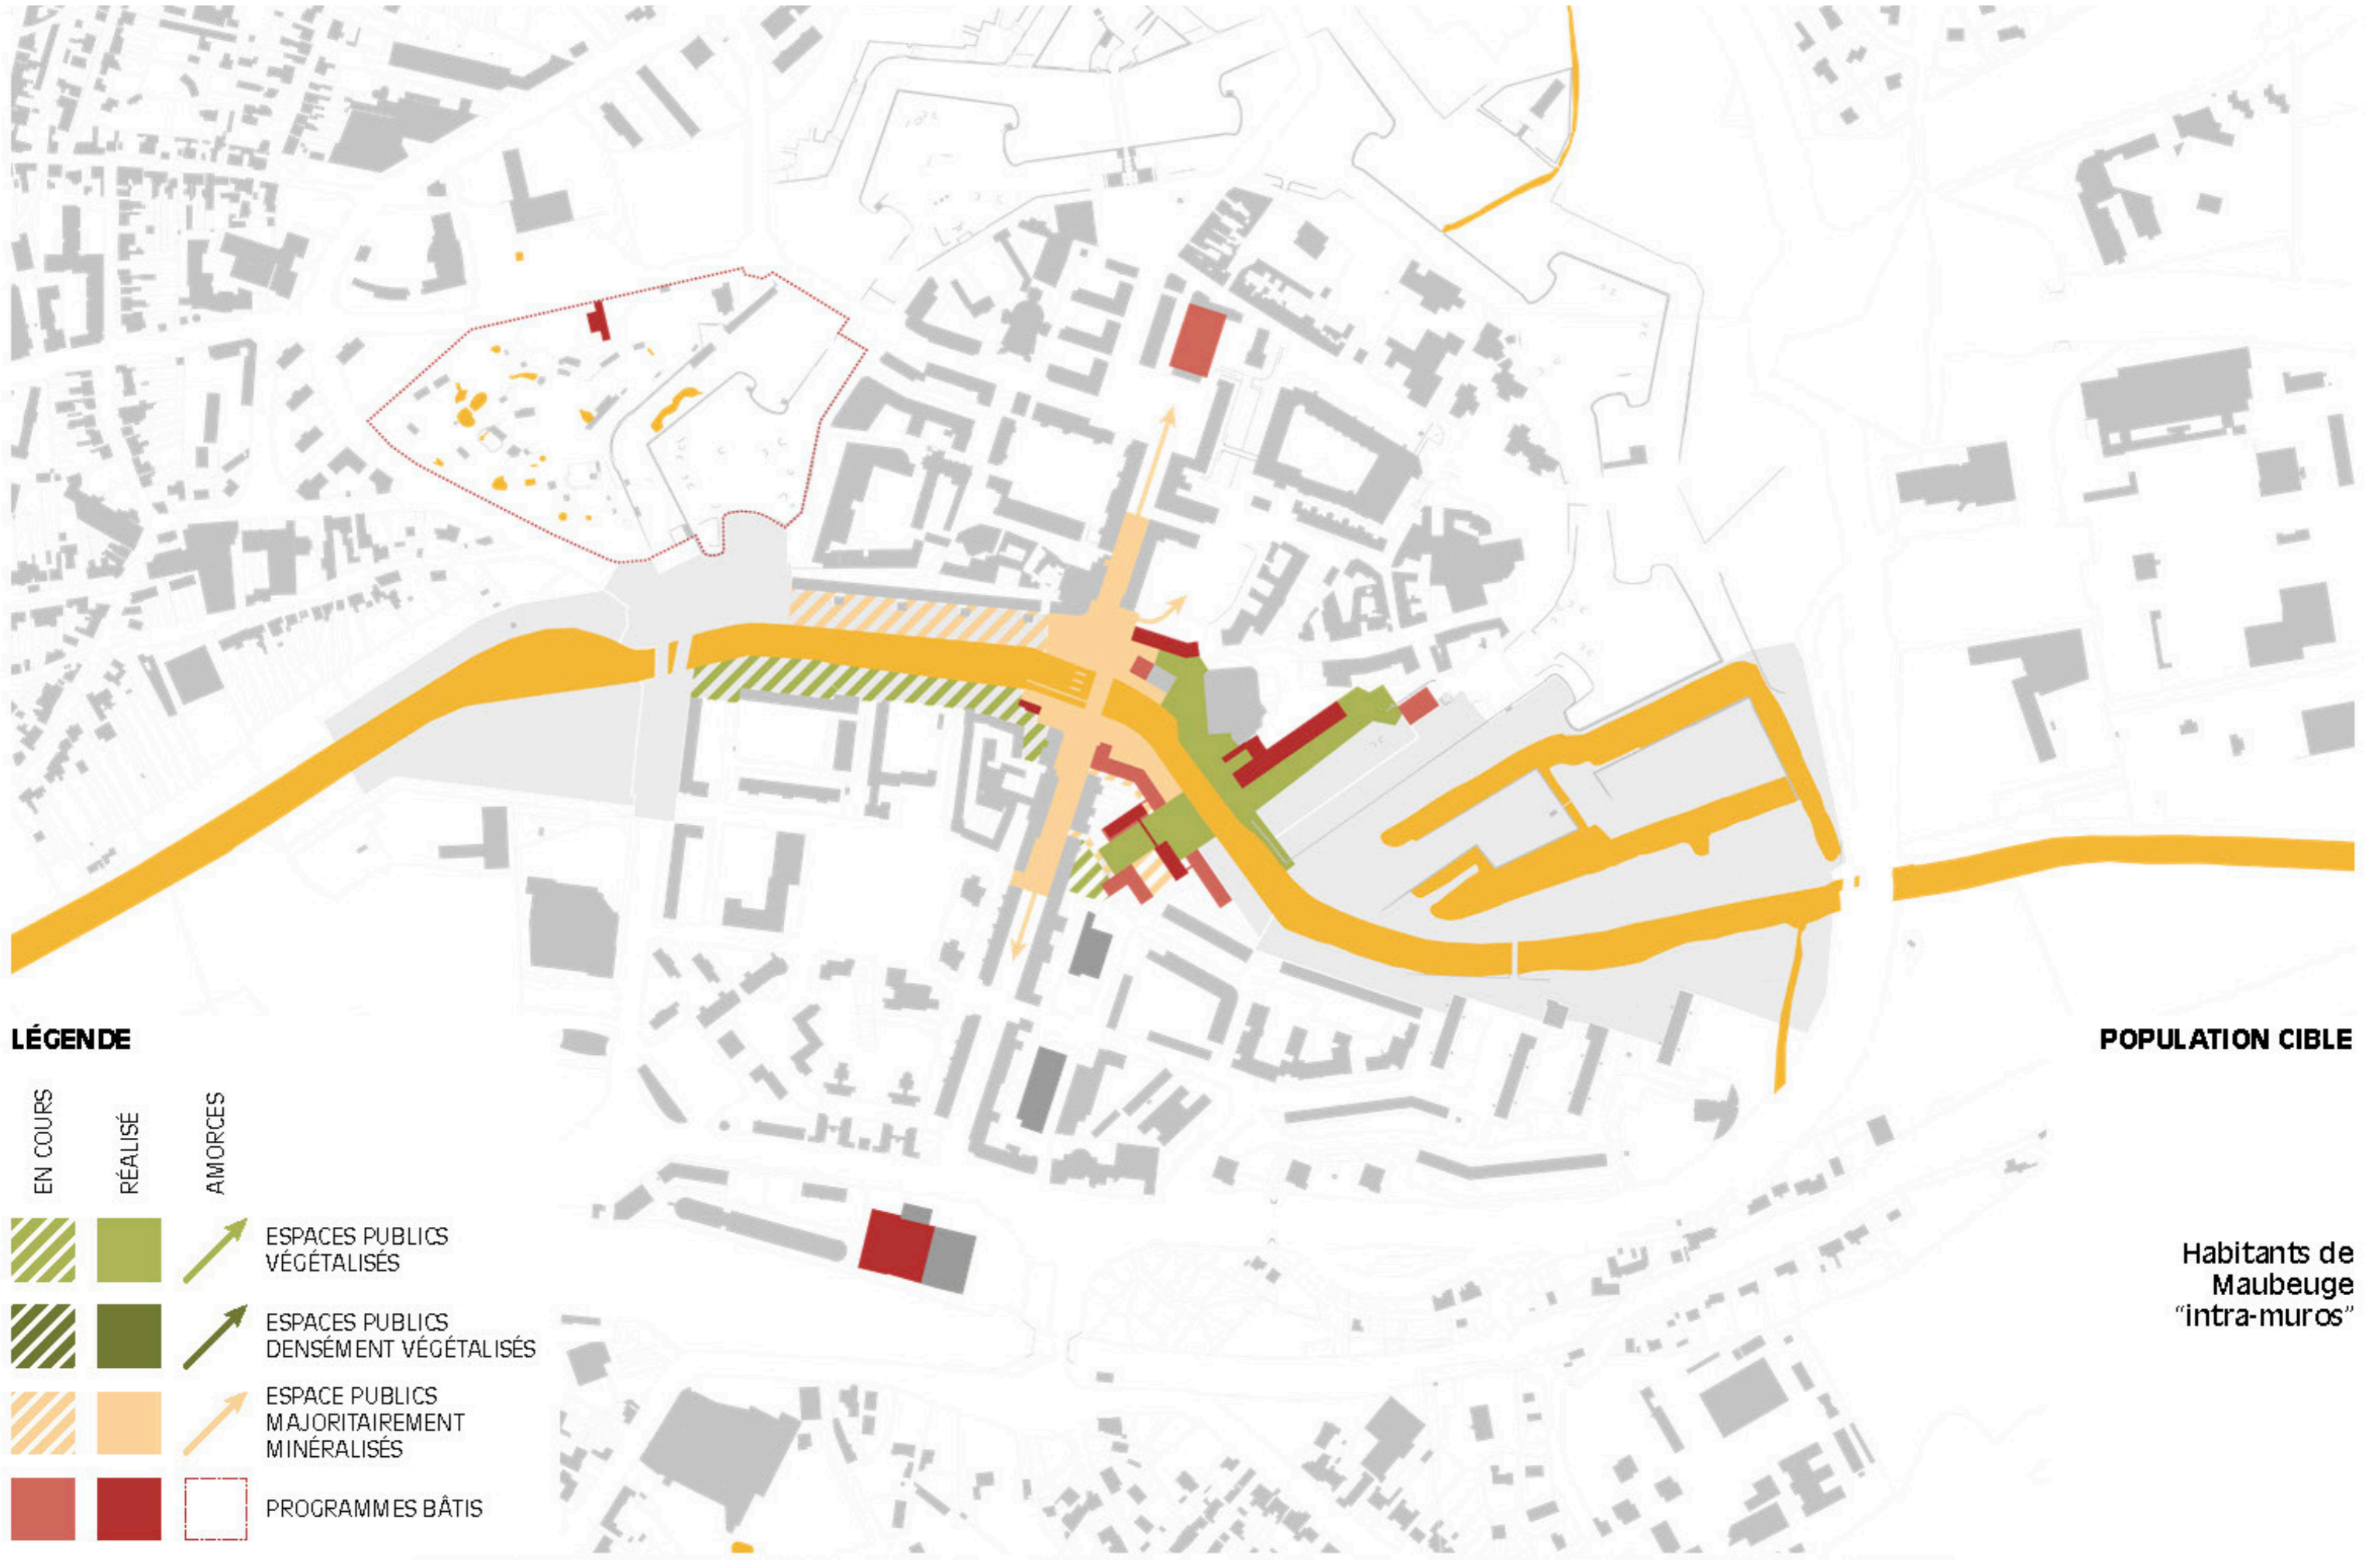 LÉGENDE
EN COURS
RÉALISÉ
AMORCES
ESPACES PUBLICS
VÉGÉTALISÉS
ESPACES PUBLICS
DENSÉMENT VÉGÉTALISÉS
ESPACE PUBLICS
MAJORITAIREMENT
MINÉRALISÉS
PROGRAMMES BÂTIS
POPULATION CIBLE
Habitants de
Maubeuge
“intra-muros”